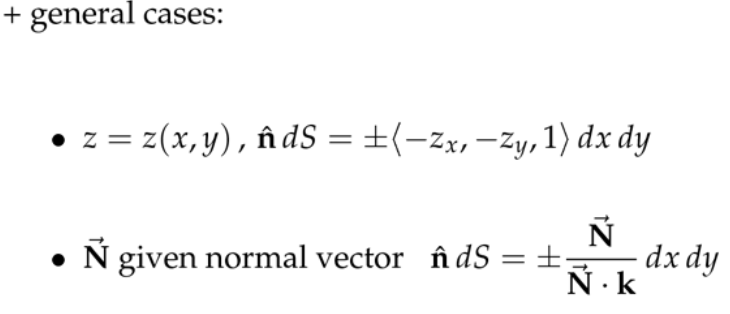 + general cases:
• z = z(x, y) , n̂ dS = ±⟨−z_x, −z_y, 1⟩ dx dy
• N⃗ given normal vector n̂ dS = ± N⃗ / (N⃗ · k) dx dy